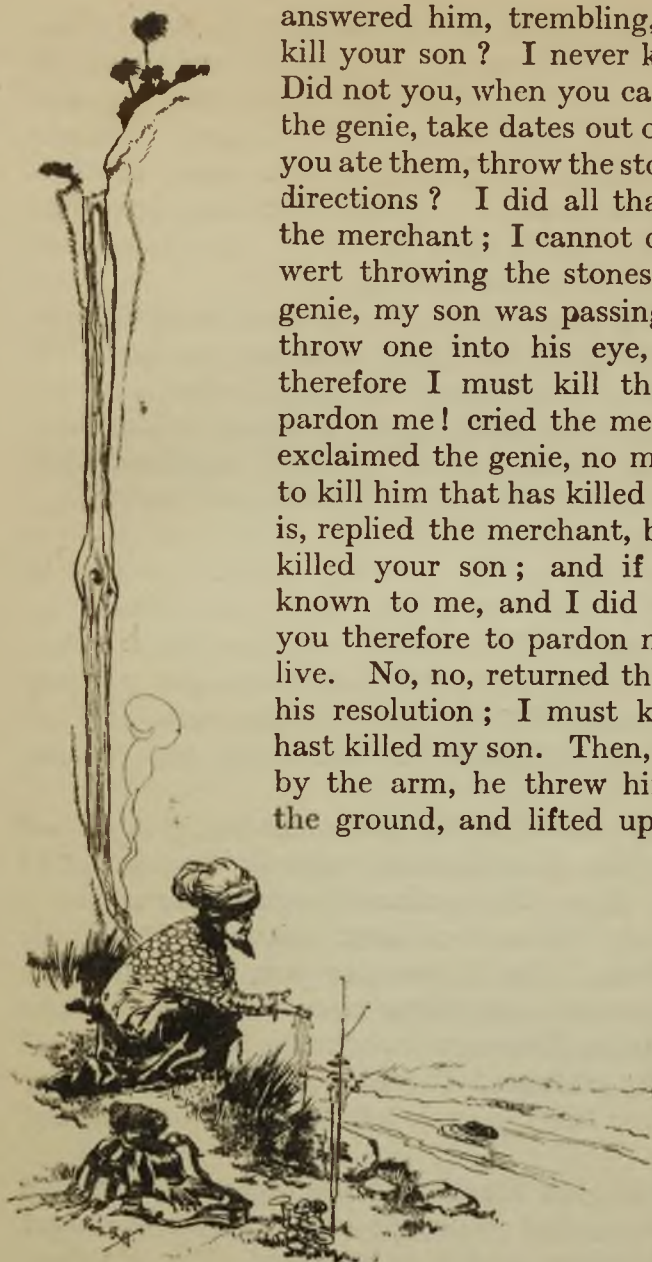 answered him, trembling,
kill your son ? I never k
Did not you, when you ca
the genie, take dates out o
you ate them, throw the sto
directions ? I did all tha
the merchant ; I cannot d
wert throwing the stones
genie, my son was passing
throw one into his eye,
therefore I must kill th
pardon me! cried the me
exclaimed the genie, no m
to kill him that has killed
is, replied the merchant, b
killed your son ; and if
known to me, and I did
you therefore to pardon m
live. No, no, returned th
his resolution ; I must k
hast killed my son. Then,
by the arm, he threw hi
the ground, and lifted up